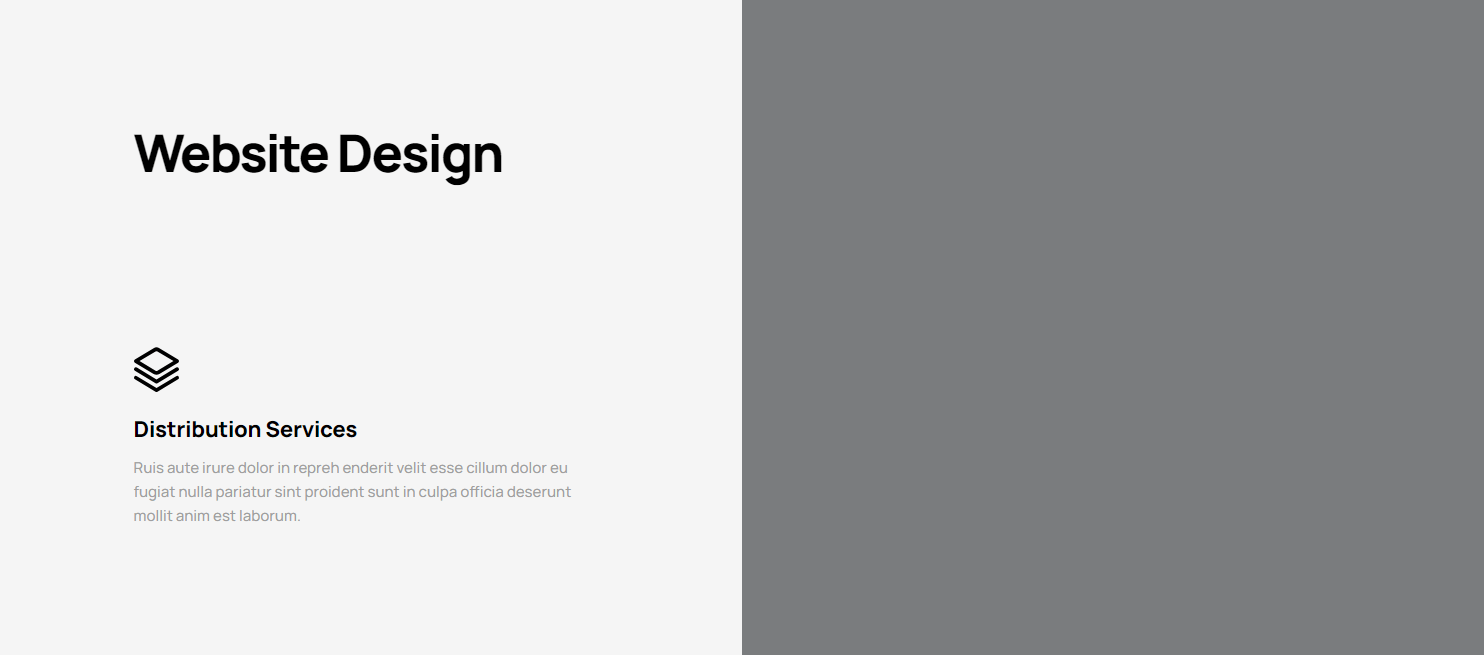 Website Design
Distribution Services
Ruis aute irure dolor in repreh enderit velit esse cillum dolor eu
fugiat nulla pariatur sint proident sunt in culpa officia deserunt
mollit anim est laborum.